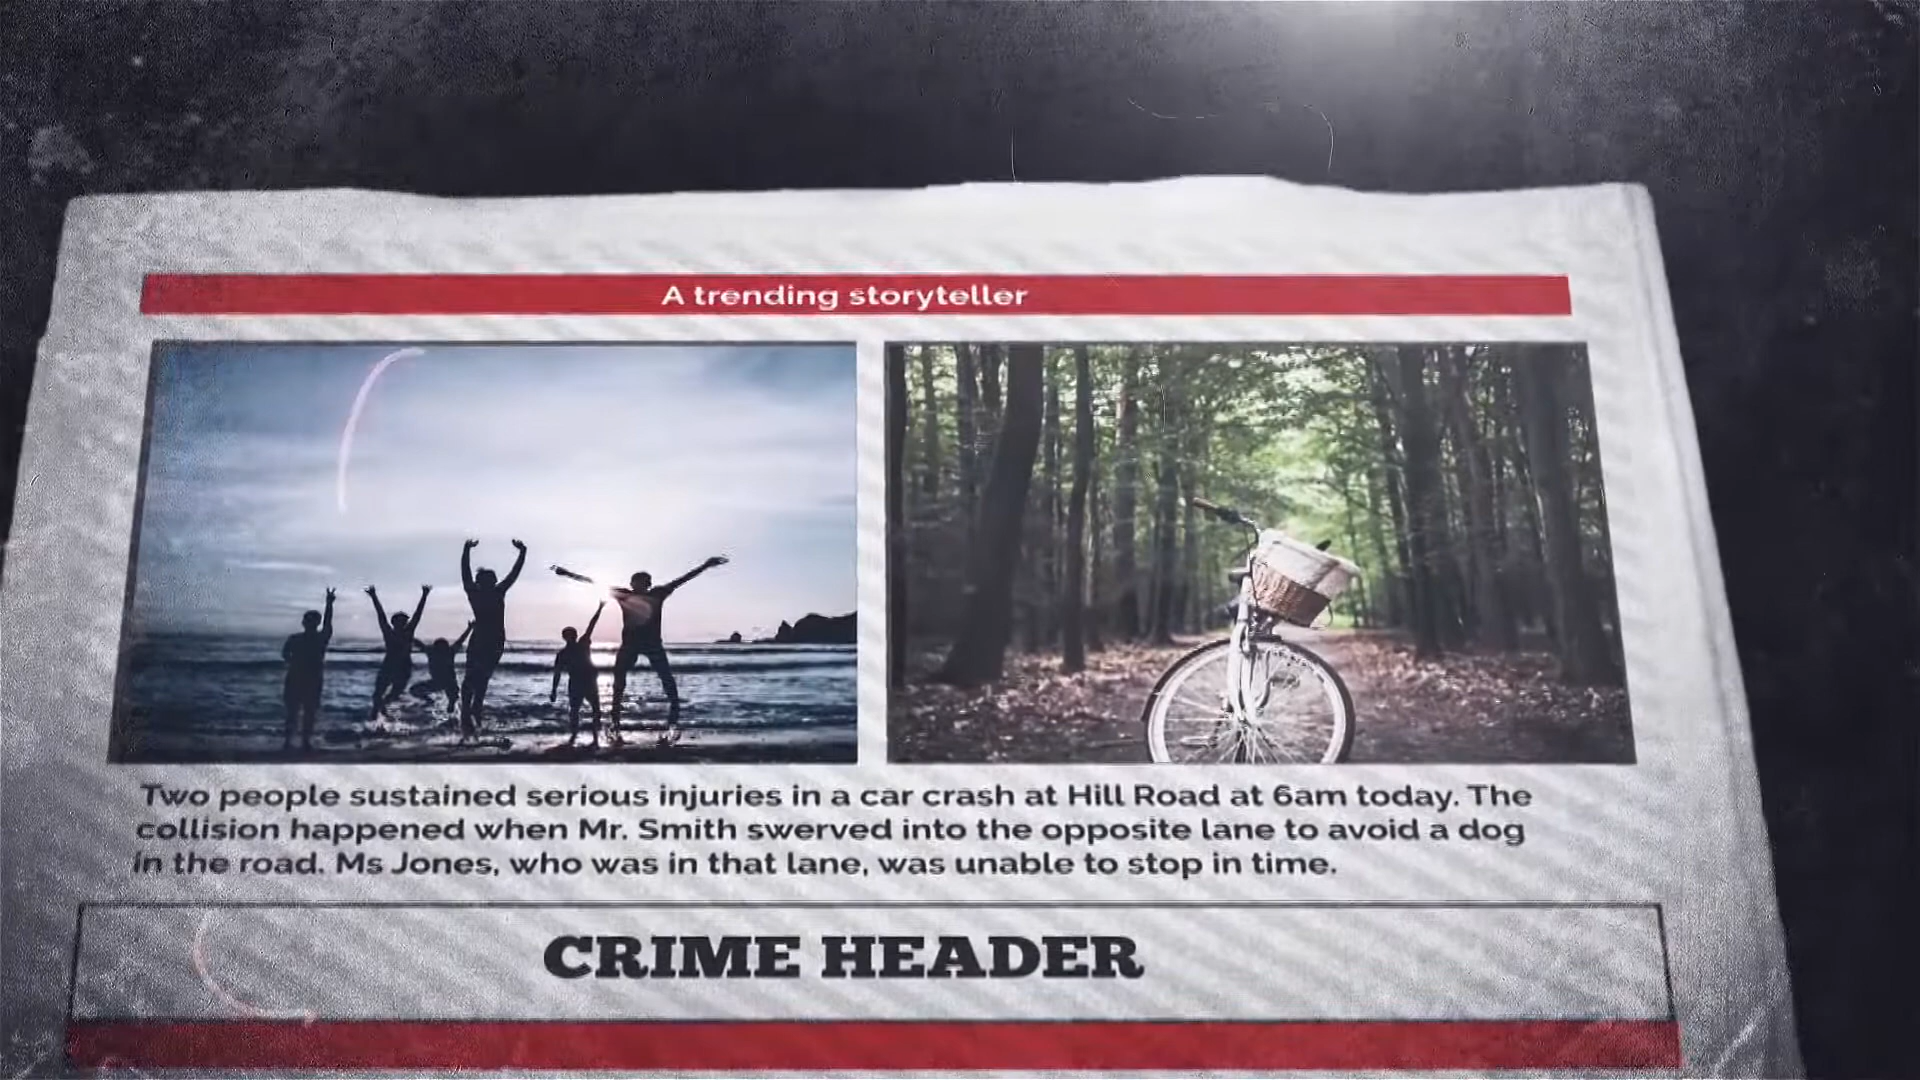 A trending storyteller
Two people sustained serious injuries in a car crash at Hill Road at 6am today. The
collision happened when Mr. Smith swerved into the opposite lane to avoid a dog
in the road. Ms Jones, who was in that lane, was unable to stop in time.
CRIME HEADER